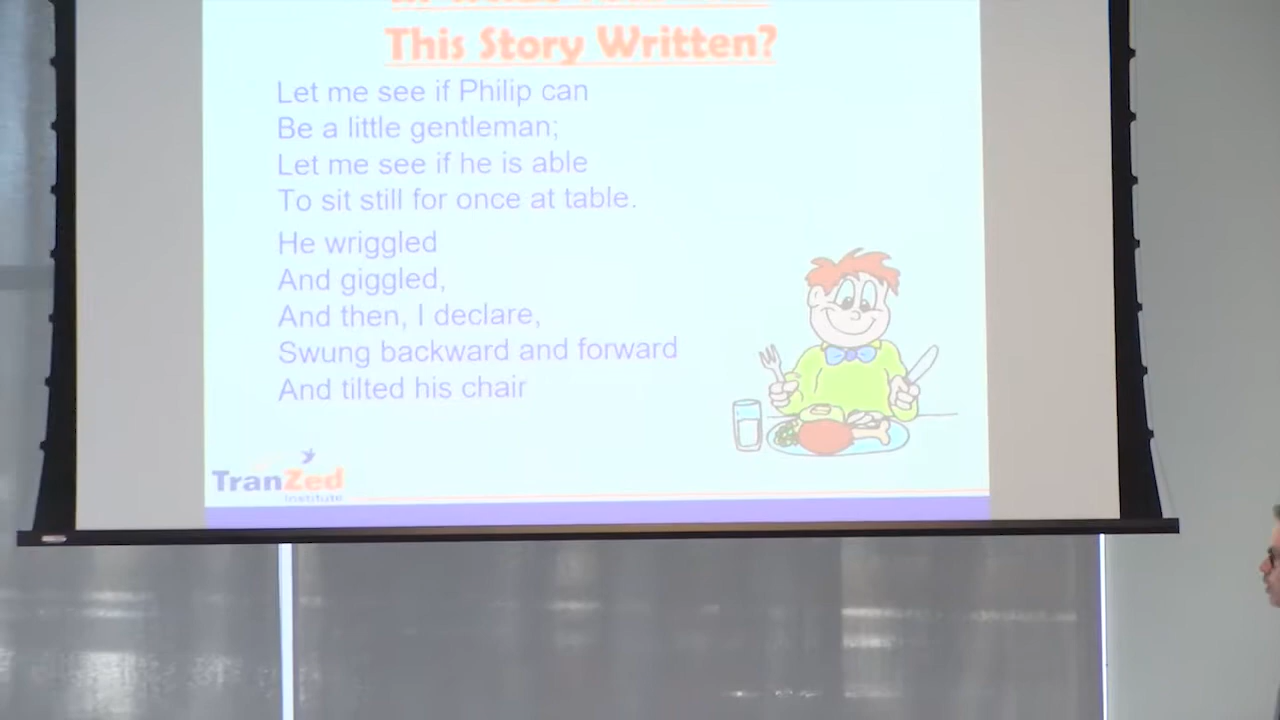 This Story Written?
Let me see if Philip can
Be a little gentleman;
Let me see if he is able
To sit still for once at table.
He wriggled
And giggled,
And then, I declare,
Swung backward and forward
And tilted his chair
TranZed
Institute